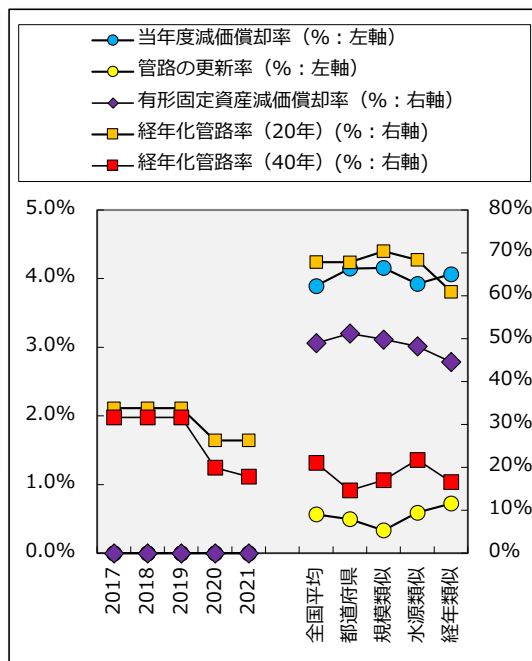 当年度減価償却率（%：左軸）
管路の更新率（%：左軸）
有形固定資産減価償却率（%：右軸）
経年化管路率（20年）(%：右軸)
経年化管路率（40年）(%：右軸)
5.0%
4.0%
3.0%
2.0%
1.0%
0.0%
80%
70%
60%
50%
40%
30%
20%
10%
0%
2017
2018
2019
2020
2021
全国平均
都道府県
規模類似
水源類似
経年類似